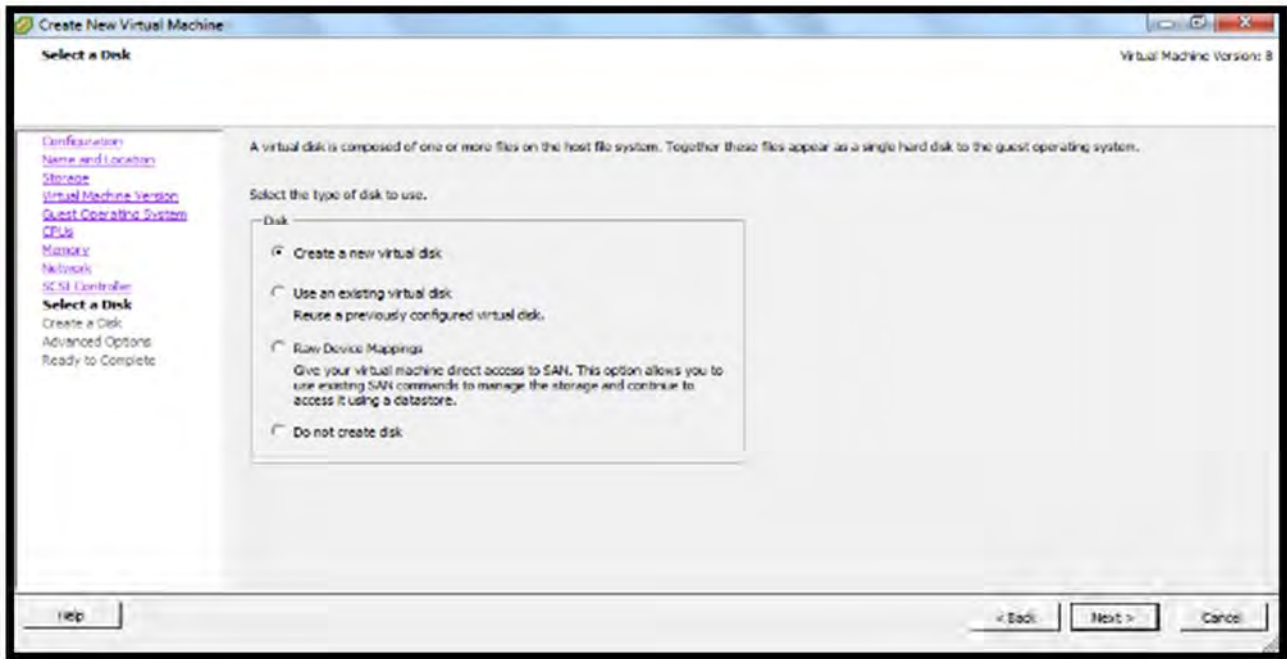 Create New Virtual Machine
Select a Disk
Virtual Machine Version: 8
Configuration
Name and Location
Storage
Virtual Machine Version
Guest Operating System
CPUs
Memory
Network
SCSI Controller
Select a Disk
Create a Disk
Advanced Options
Ready to Complete
A virtual disk is composed of one or more files on the host file system. Together these files appear as a single hard disk to the guest operating system.
Select the type of disk to use.
Disk
Create a new virtual disk
Use an existing virtual disk
Reuse a previously configured virtual disk.
Raw Device Mappings
Give your virtual machine direct access to SAN. This option allows you to
use existing SAN commands to manage the storage and continue to
access it using a datastore.
Do not create disk
Help
< Back
Next >
Cancel